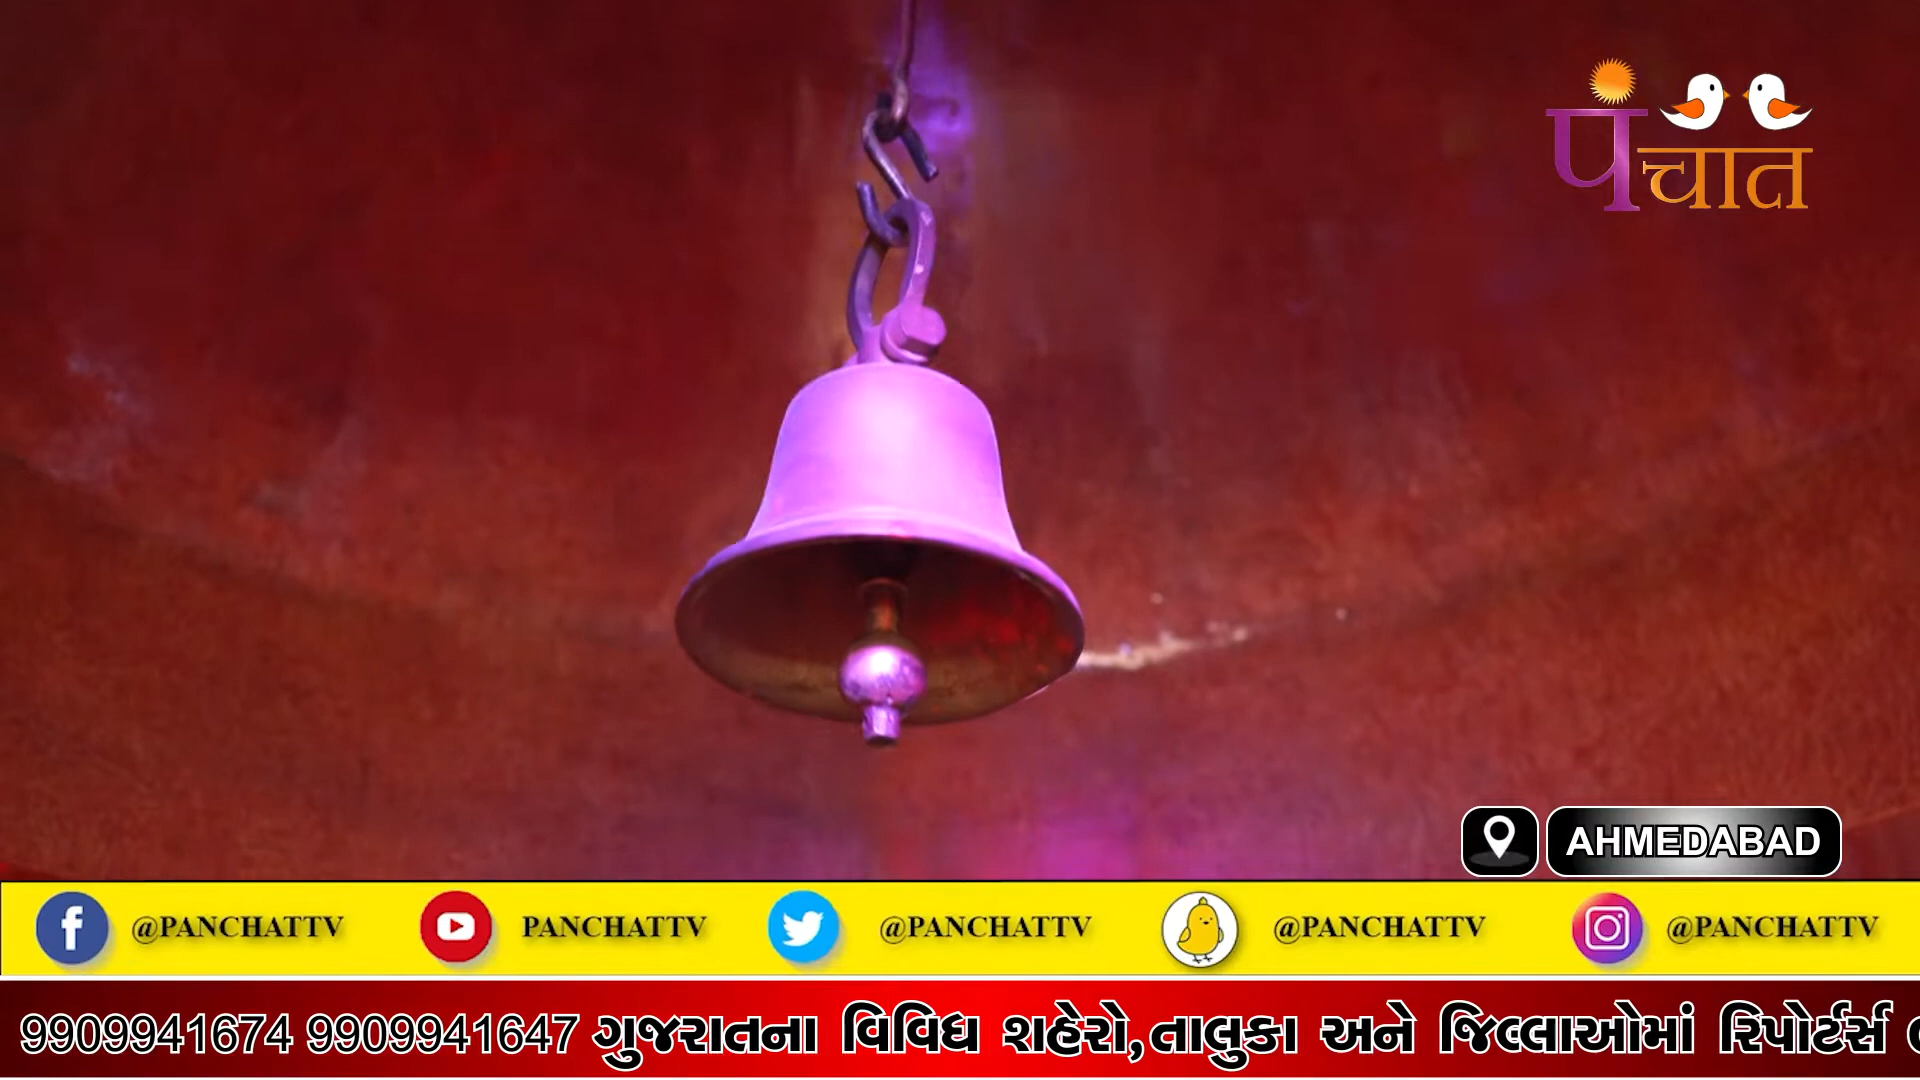 पंचात
AHMEDABAD
@PANCHATTV PANCHATTV @PANCHATTV @PANCHATTV @PANCHATTV
9909941674 9909941647 ગુજરાતના વિવિધ શહેરો,તાલુકા અને જિલ્લાઓમાં રિપોર્ટર્સ